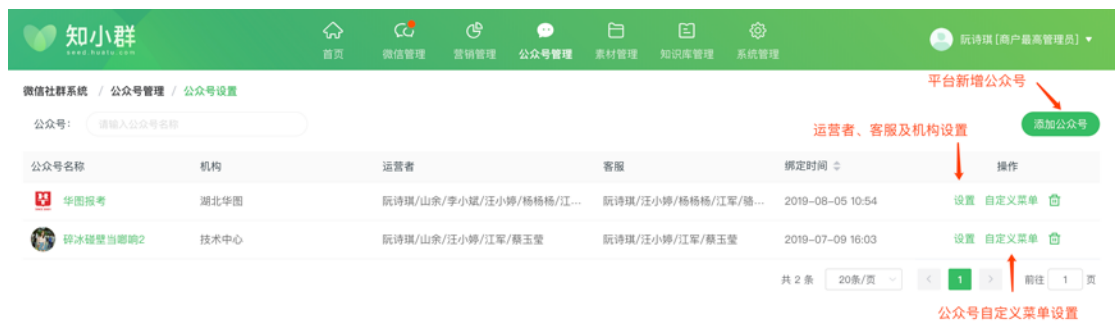 知小群
seed.huatu.com
首页
微信管理
营销管理
公众号管理
素材管理
知识库管理
系统管理
阮诗琪[商户最高管理员]
微信社群系统 / 公众号管理 / 公众号设置
平台新增公众号
公众号: 请输入公众号名称
添加公众号
运营者、客服及机构设置
公众号名称 机构 运营者 客服 绑定时间 操作
华图报考 湖北华图 阮诗琪/山余/李小斌/汪小婷/杨杨杨/江... 阮诗琪/汪小婷/杨杨杨/江军/骆... 2019-08-05 10:54 设置 自定义菜单
碎冰碰壁当啷响2 技术中心 阮诗琪/山余/汪小婷/江军/蔡玉莹 阮诗琪/汪小婷/江军/蔡玉莹 2019-07-09 16:03 设置 自定义菜单
共 2 条 20条/页 < 1 > 前往 1 页
公众号自定义菜单设置